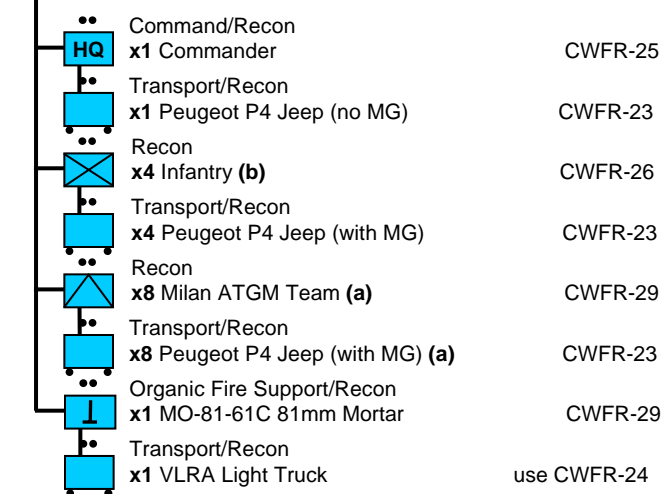 Command/Recon
HQ x1 Commander CWFR-25
Transport/Recon
x1 Peugeot P4 Jeep (no MG) CWFR-23
Recon
x4 Infantry (b) CWFR-26
Transport/Recon
x4 Peugeot P4 Jeep (with MG) CWFR-23
Recon
x8 Milan ATGM Team (a) CWFR-29
Transport/Recon
x8 Peugeot P4 Jeep (with MG) (a) CWFR-23
Organic Fire Support/Recon
x1 MO-81-61C 81mm Mortar CWFR-29
Transport/Recon
x1 VLRA Light Truck use CWFR-24